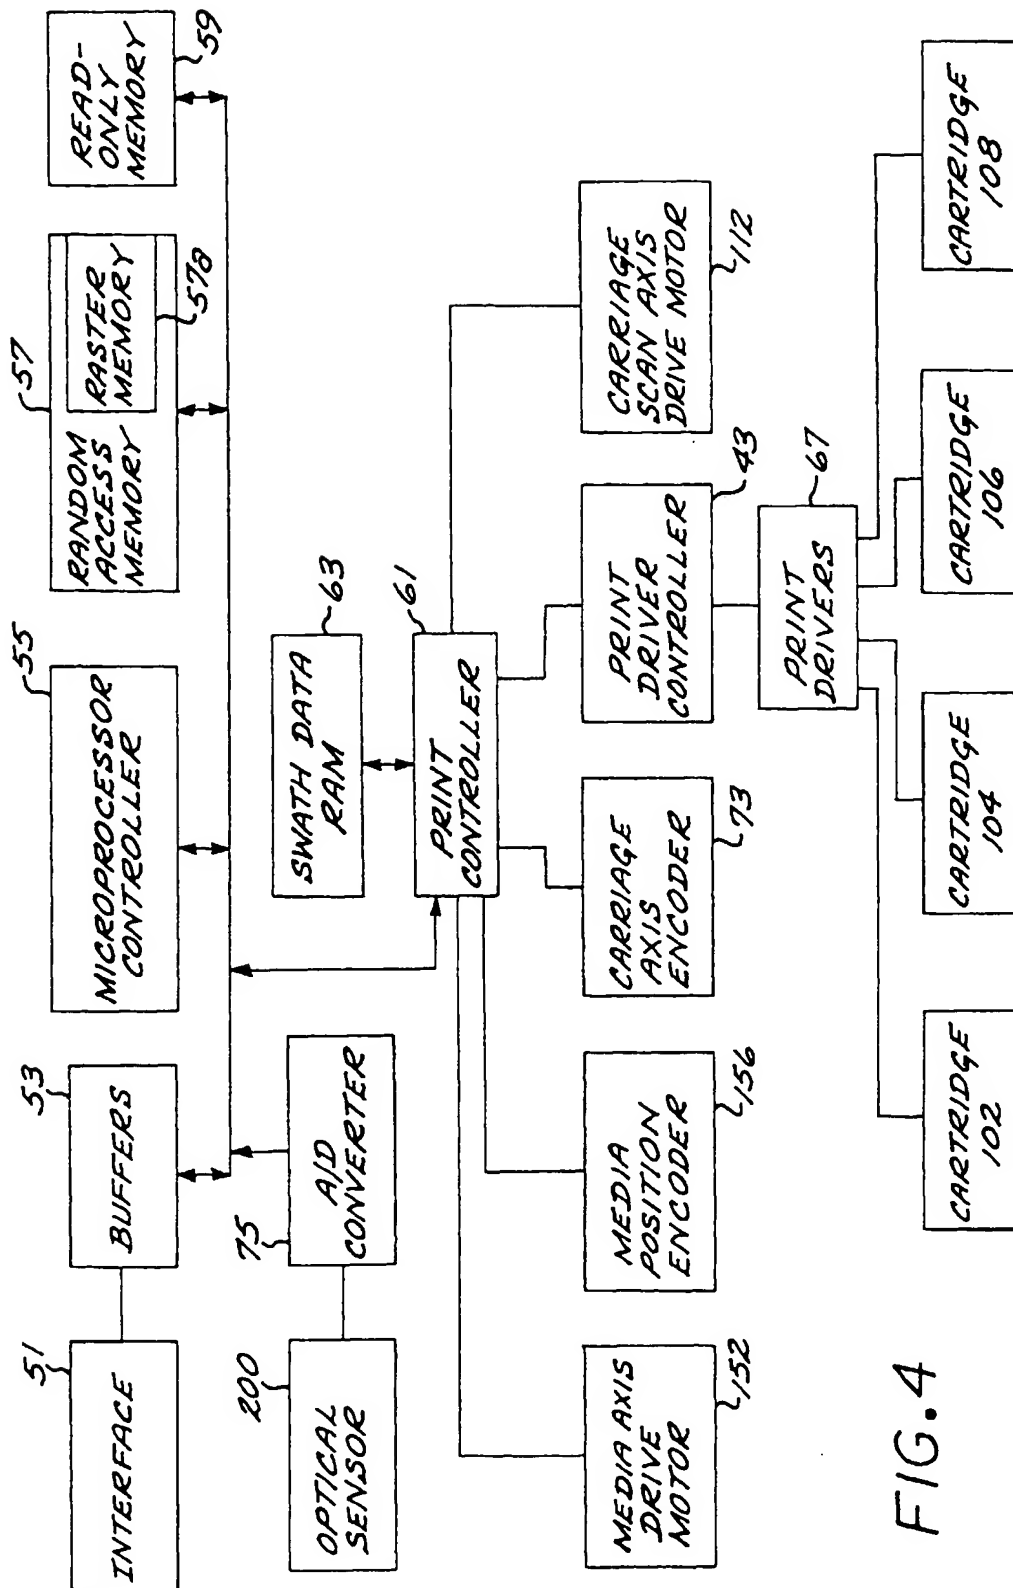 51
INTERFACE
53
BUFFERS
55
MICROPROCESSOR
CONTROLLER
57
RANDOM
ACCESS
MEMORY
RASTER
MEMORY
578
READ-
ONLY
MEMORY
59
200
OPTICAL
SENSOR
75
A/D
CONVERTER
SWATH DATA
RAM
63
61
PRINT
CONTROLLER
MEDIA AXIS
DRIVE
MOTOR
152
MEDIA
POSITION
ENCODER
156
CARRIAGE
AXIS
ENCODER
73
PRINT
DRIVER
CONTROLLER
43
CARRIAGE
SCAN AXIS
DRIVE MOTOR
112
PRINT
DRIVERS
67
CARTRIDGE
102
CARTRIDGE
104
CARTRIDGE
106
CARTRIDGE
108
FIG.4